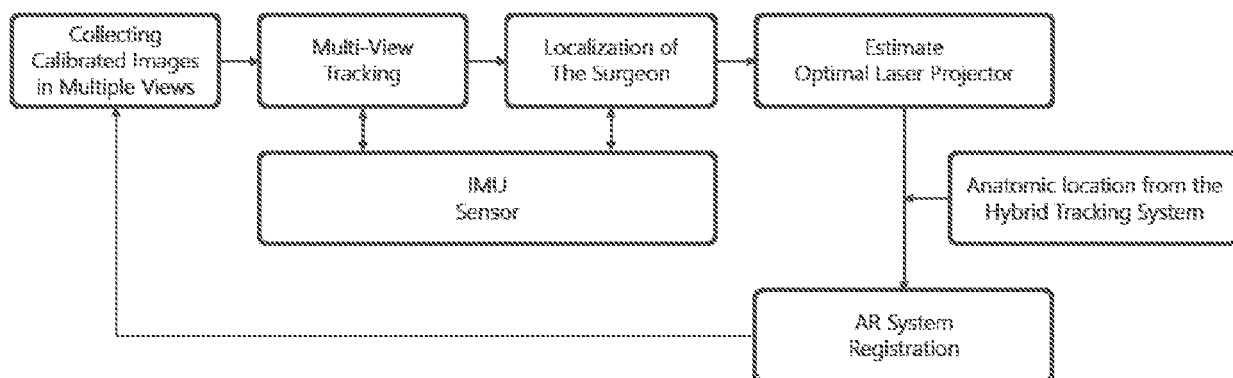 Collecting
Calibrated Images
in Multiple Views
Multi-View
Tracking
Localization of
The Surgeon
Estimate
Optimal Laser Projector
IMU
Sensor
Anatomic location from the
Hybrid Tracking System
AR System
Registration